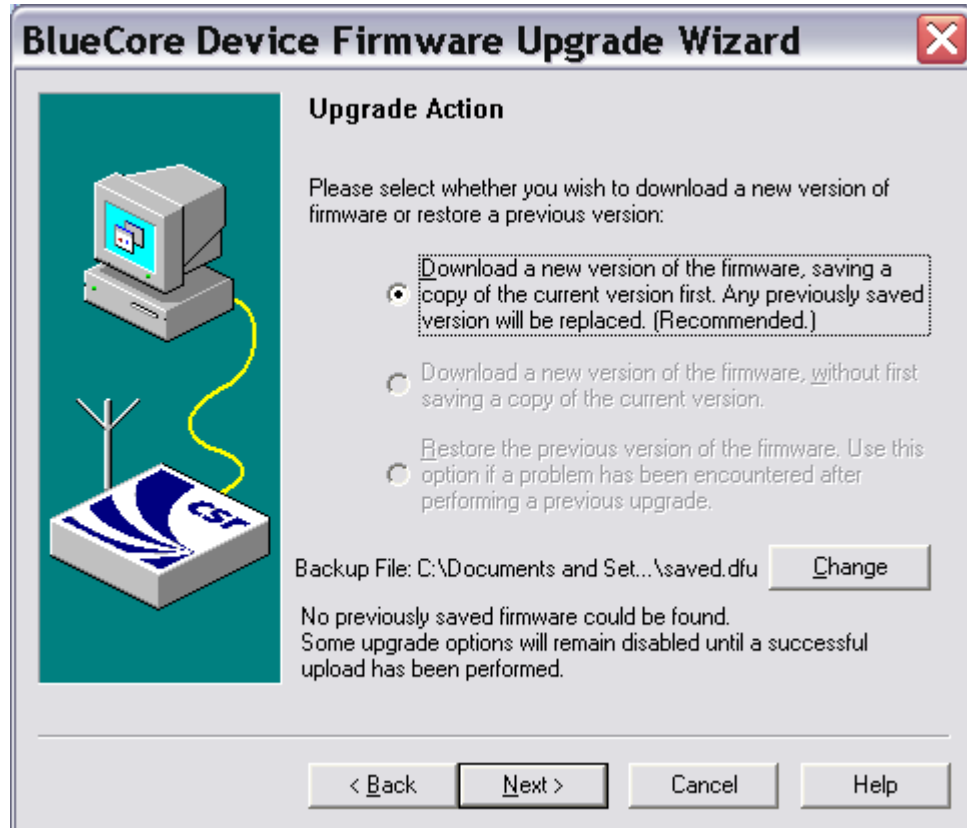 BlueCore Device Firmware Upgrade Wizard
Upgrade Action
Please select whether you wish to download a new version of
firmware or restore a previous version:
Download a new version of the firmware, saving a
copy of the current version first. Any previously saved
version will be replaced. (Recommended.)
Download a new version of the firmware, without first
saving a copy of the current version.
Restore the previous version of the firmware. Use this
option if a problem has been encountered after
performing a previous upgrade.
CSR
Backup File: C:\Documents and Set...\saved.dfu
Change
No previously saved firmware could be found.
Some upgrade options will remain disabled until a successful
upload has been performed.
< Back
Next >
Cancel
Help